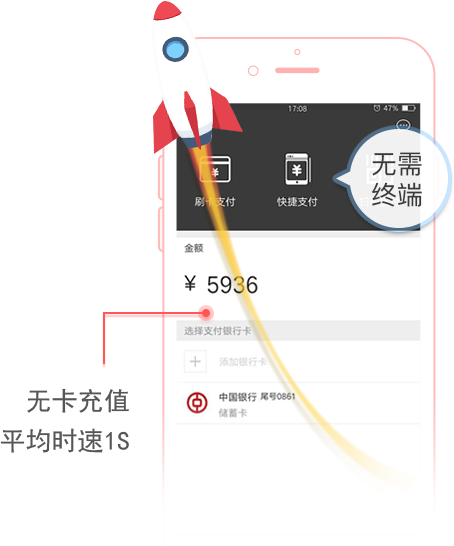 17:08
47%
刷卡支付
快捷支付
无需
终端
金额
¥ 5936
选择支付银行卡
添加银行卡
中国银行 尾号0861
储蓄卡
无卡充值
平均时速1S